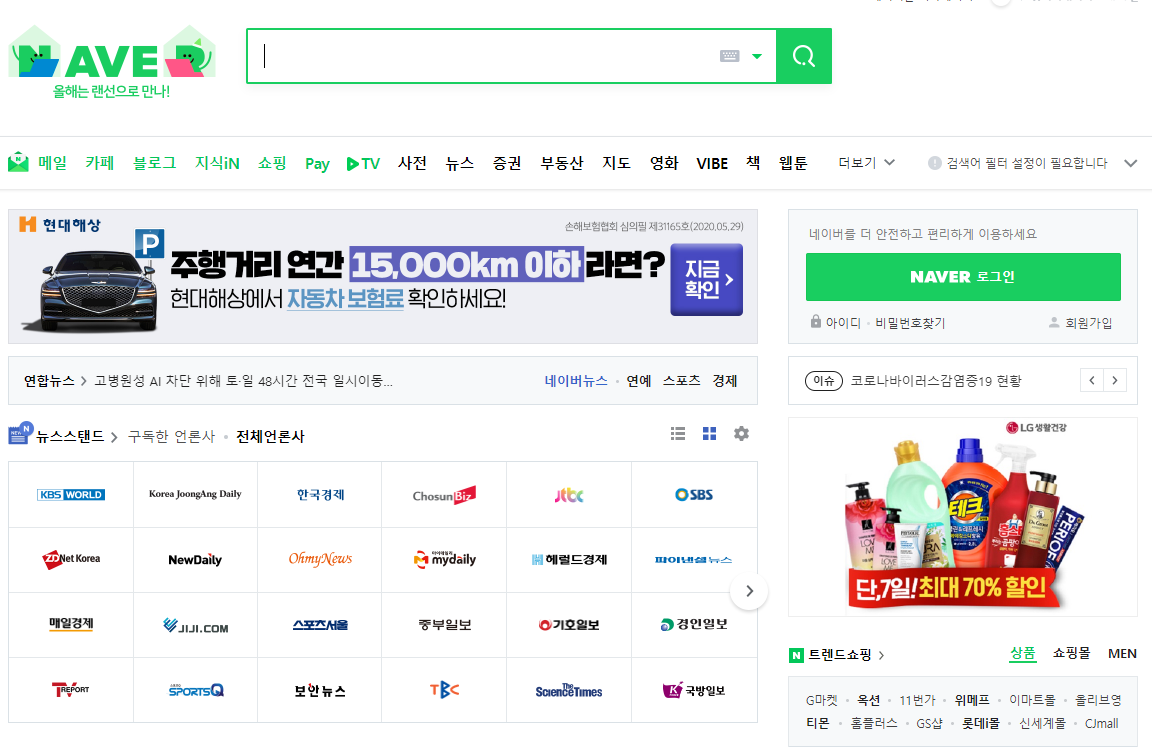 NAVER
올해는 랜선으로 만나!
메일 카페 블로그 지식iN 쇼핑 Pay TV 사전 뉴스 증권 부동산 지도 영화 VIBE 책 웹툰 더보기 검색어 필터 설정이 필요합니다
현대해상
손해보험협회 심의필 제31165호(2020.05.29)
P
주행거리 연간 15,000km 이하라면?
현대해상에서 자동차 보험료 확인하세요!
지금
확인
네이버를 더 안전하고 편리하게 이용하세요
NAVER 로그인
아이디 · 비밀번호찾기 회원가입
연합뉴스 고병원성 AI 차단 위해 토·일 48시간 전국 일시이동... 네이버뉴스 · 연예 스포츠 경제
이슈 코로나바이러스감염증19 현황
NEW N 뉴스스탠드 구독한 언론사 · 전체언론사
KBS WORLD Korea JoongAng Daily 한국경제 ChosunBiz jtbc SBS
ZDNet Korea NewDaily OhmyNews 마이데일리 mydaily 헤럴드경제 파이낸셜뉴스
매일경제 JIJI.COM 스포츠서울 중부일보 기호일보 경인일보
TREPORT SPORTSQ 보안뉴스 TBC The ScienceTimes 국방일보
LG생활건강
테크
홈스타
PERIOE
단,7일! 최대 70% 할인
N 트렌드쇼핑 상품 쇼핑몰 MEN
G마켓 · 옥션 · 11번가 · 위메프 · 이마트몰 · 올리브영
티몬 · 홈플러스 · GS샵 · 롯데i몰 · 신세계몰 · CJmall